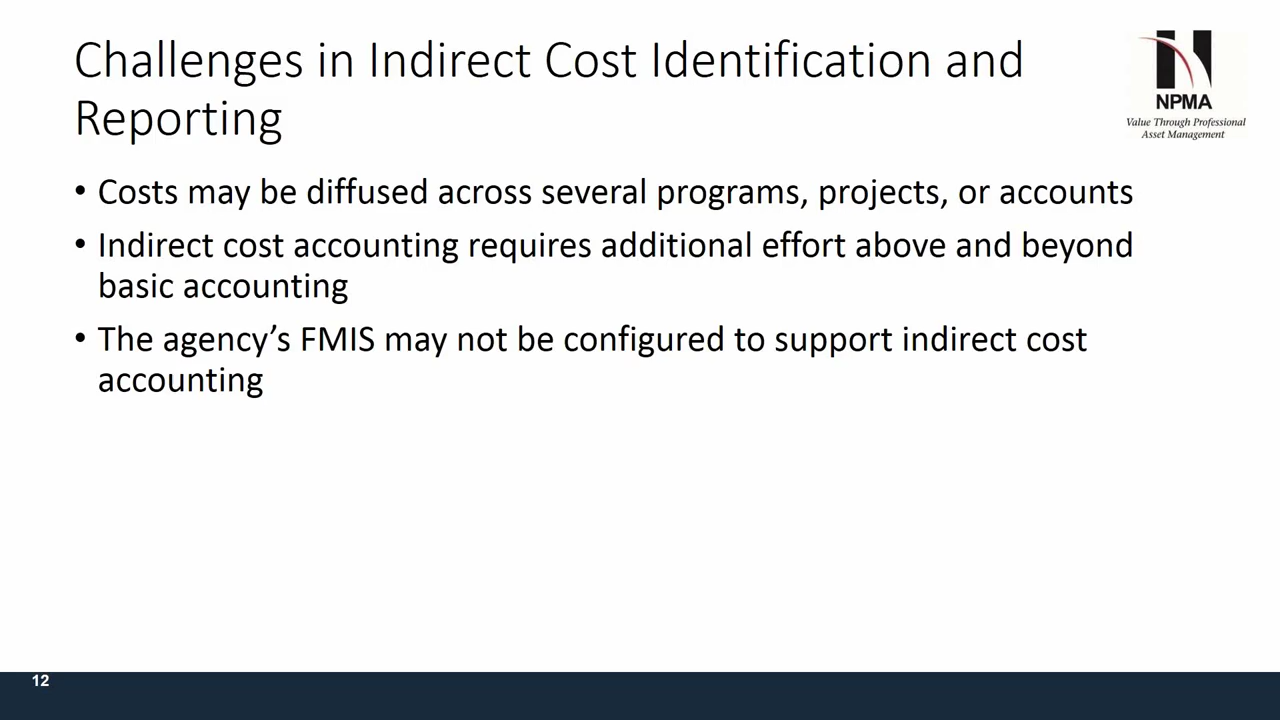 Challenges in Indirect Cost Identification and
Reporting
NPMA
Value Through Professional
Asset Management
• Costs may be diffused across several programs, projects, or accounts
• Indirect cost accounting requires additional effort above and beyond
basic accounting
• The agency’s FMIS may not be configured to support indirect cost
accounting
12